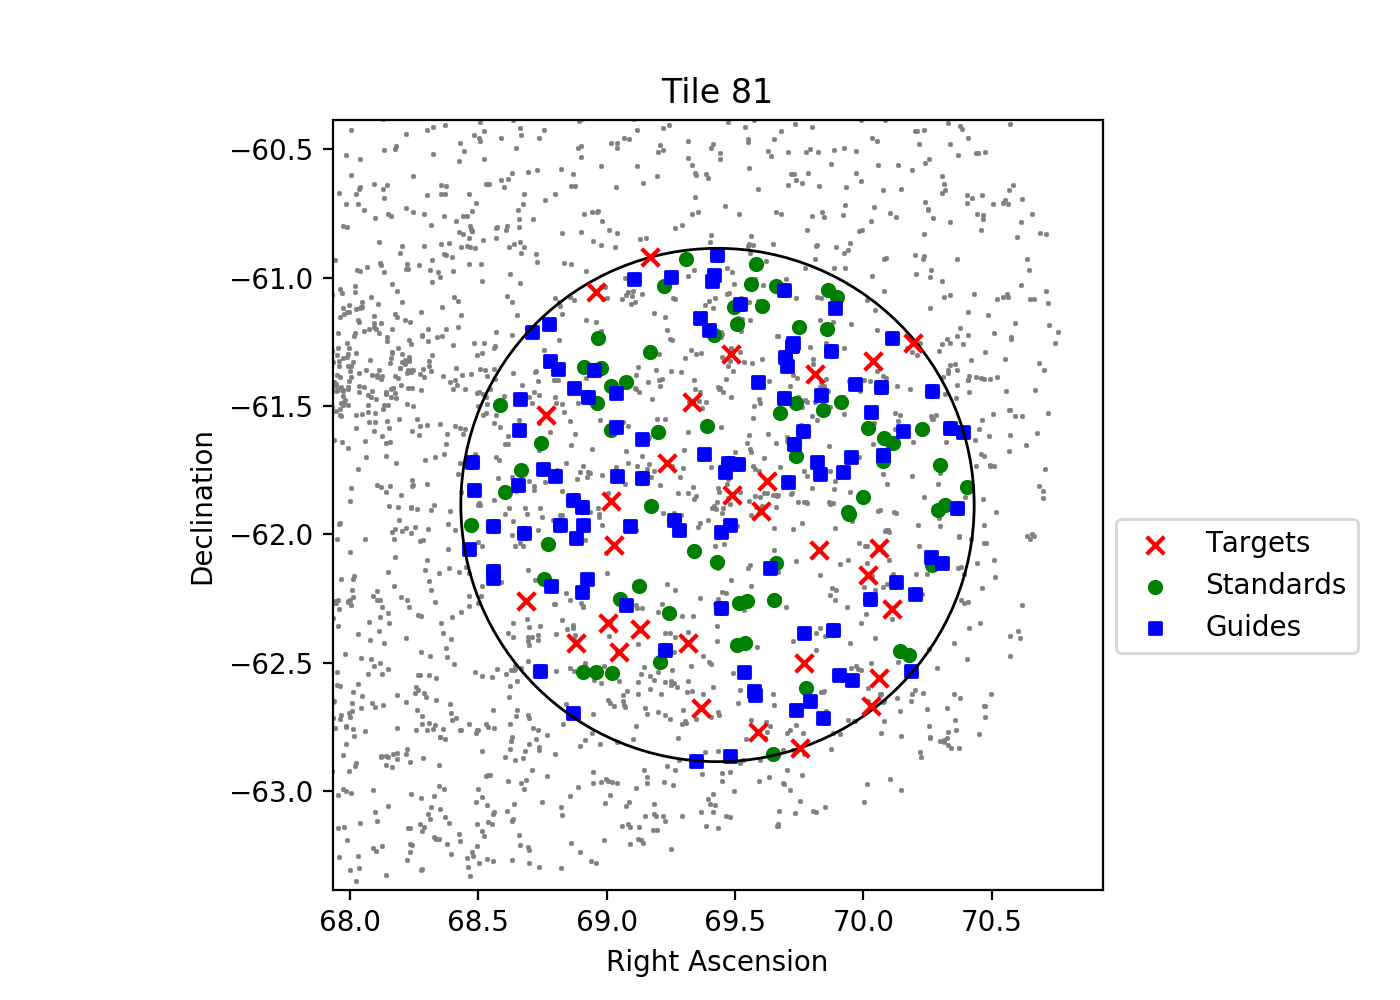 Tile 81
−60.5
−61.0
−61.5
−62.0
−62.5
−63.0
Declination
68.0 68.5 69.0 69.5 70.0 70.5
Right Ascension
Targets
Standards
Guides